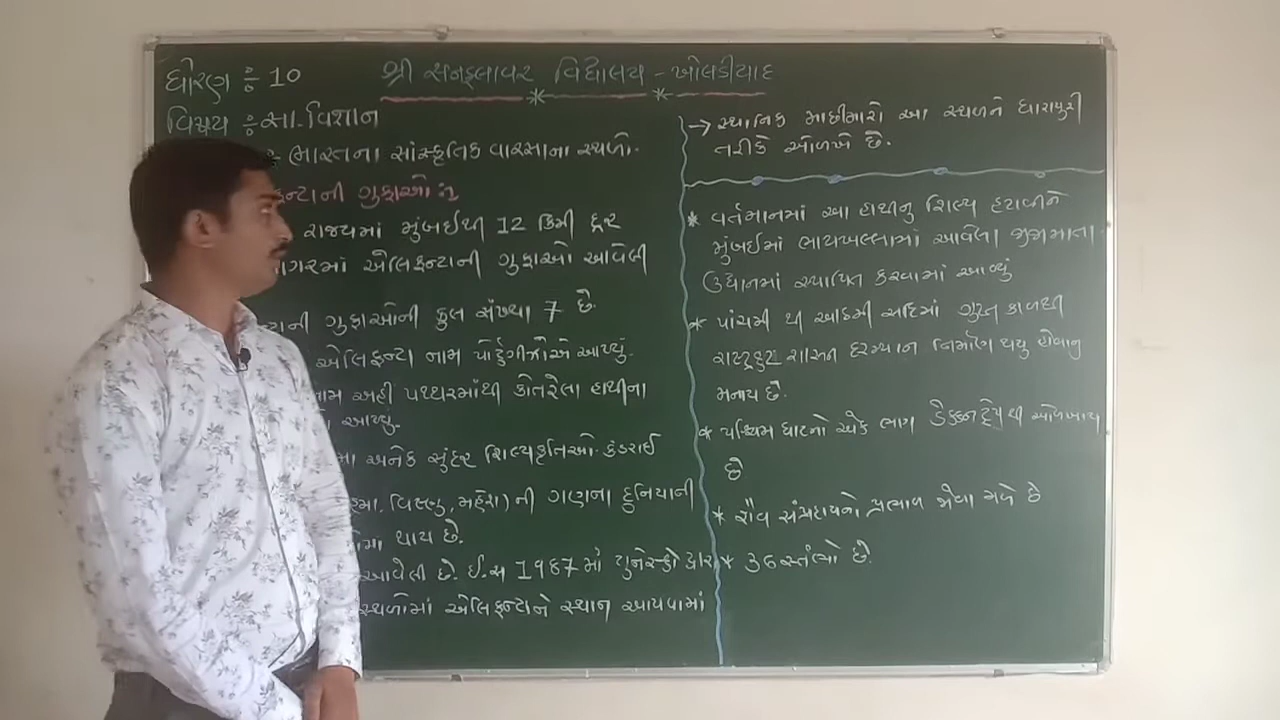 ધોરણ ÷ 10
શ્રી સનફ્લાવર વિદ્યાલય - ખોલડીયાદ
વિષય ÷ સા. વિજ્ઞાન
÷ ભારતના સાંસ્કૃતિક વારસાના સ્થળો.
ન્ટાની ગુફાઓ :-
રાજ્યમાં મુંબઈથી 12 કિમી દૂર
ગરમાં એલિફન્ટાની ગુફાઓ આવેલી
ટાની ગુફાઓની કુલ સંખ્યા 7 છે.
એલિફન્ટા નામ પોર્ટુગીઝોએ આપ્યું.
નામ અહી પથ્થરમાંથી કોતરેલા હાથીના
આપ્યું.
મા અનેક સુંદર શિલ્પકૃતિઓ કંડરાઈ
હ્મા, વિષ્ણુ, મહેશ) ની ગણના દુનિયાની
મા થાય છે.
આવેલી છે. ઈ.સ 1987 માં યુનેસ્કો દ્વારા
સ્થળોમાં એલિફન્ટાને સ્થાન આપવામાં
→ સ્થાનિક માછીમારો આ સ્થળને ધારાપુરી
તરીકે ઓળખે છે.
* વર્તમાનમાં આ હાથીનુ શિલ્પ હટાવીને
મુંબઈમાં ભાયખલ્લામાં આવેલા જીજામાતા
ઉદ્યાનમાં સ્થાપિત કરવામાં આવ્યું
* પાંચમી થી આઠમી સદિમાં ગુપ્ત કાળથી
રાષ્ટ્રકુટ શાસન દરમ્યાન નિર્માણ થયુ હોવાનુ
મનાય છે.
* પશ્ચિમ ઘાટનો એક ભાગ ડેક્કન ટ્રેપ થી ઓળખાય
છે
* શૈવ સંપ્રદાયનો પ્રભાવ જોવા મળે છે
* 36 સ્તંભો છે.